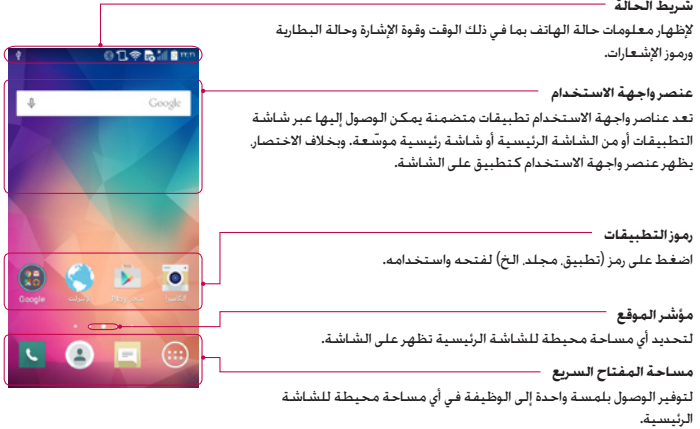 شريط الحالة
لإظهار معلومات حالة الهاتف بما في ذلك الوقت وقوة الإشارة وحالة البطارية
ورموز الإشعارات.
عنصر واجهة الاستخدام
تعد عناصر واجهة الاستخدام تطبيقات متضمنة يمكن الوصول إليها عبر شاشة
التطبيقات أو من الشاشة الرئيسية أو شاشة رئيسية موسّعة. وبخلاف الاختصار,
يظهر عنصر واجهة الاستخدام كتطبيق على الشاشة.
Google
رموز التطبيقات
اضغط على رمز (تطبيق, مجلد, الخ) لفتحه واستخدامه.
Google
الإنترنت
الكاميرا
مؤشر الموقع
لتحديد أي مساحة محيطة للشاشة الرئيسية تظهر على الشاشة.
مساحة المفتاح السريع
لتوفير الوصول بلمسة واحدة إلى الوظيفة في أي مساحة محيطة للشاشة
الرئيسية.